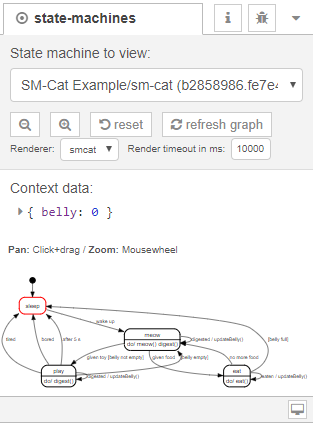 state-machines
State machine to view:
SM-Cat Example/sm-cat (b2858986.fe7e4
reset
refresh graph
Renderer: smcat Render timeout in ms: 10000
Context data:
{ belly: 0 }
Pan: Click+drag / Zoom: Mousewheel
sleep
wake up
meow
do/ meow() digest()
digested / updateBelly()
[belly full]
tired
bored
after 5 s
given toy [belly not empty]
given food
[belly empty]
no more food
play
do/ digest()
digested / updateBelly()
eat
do/ eat()
eaten / updateBelly()